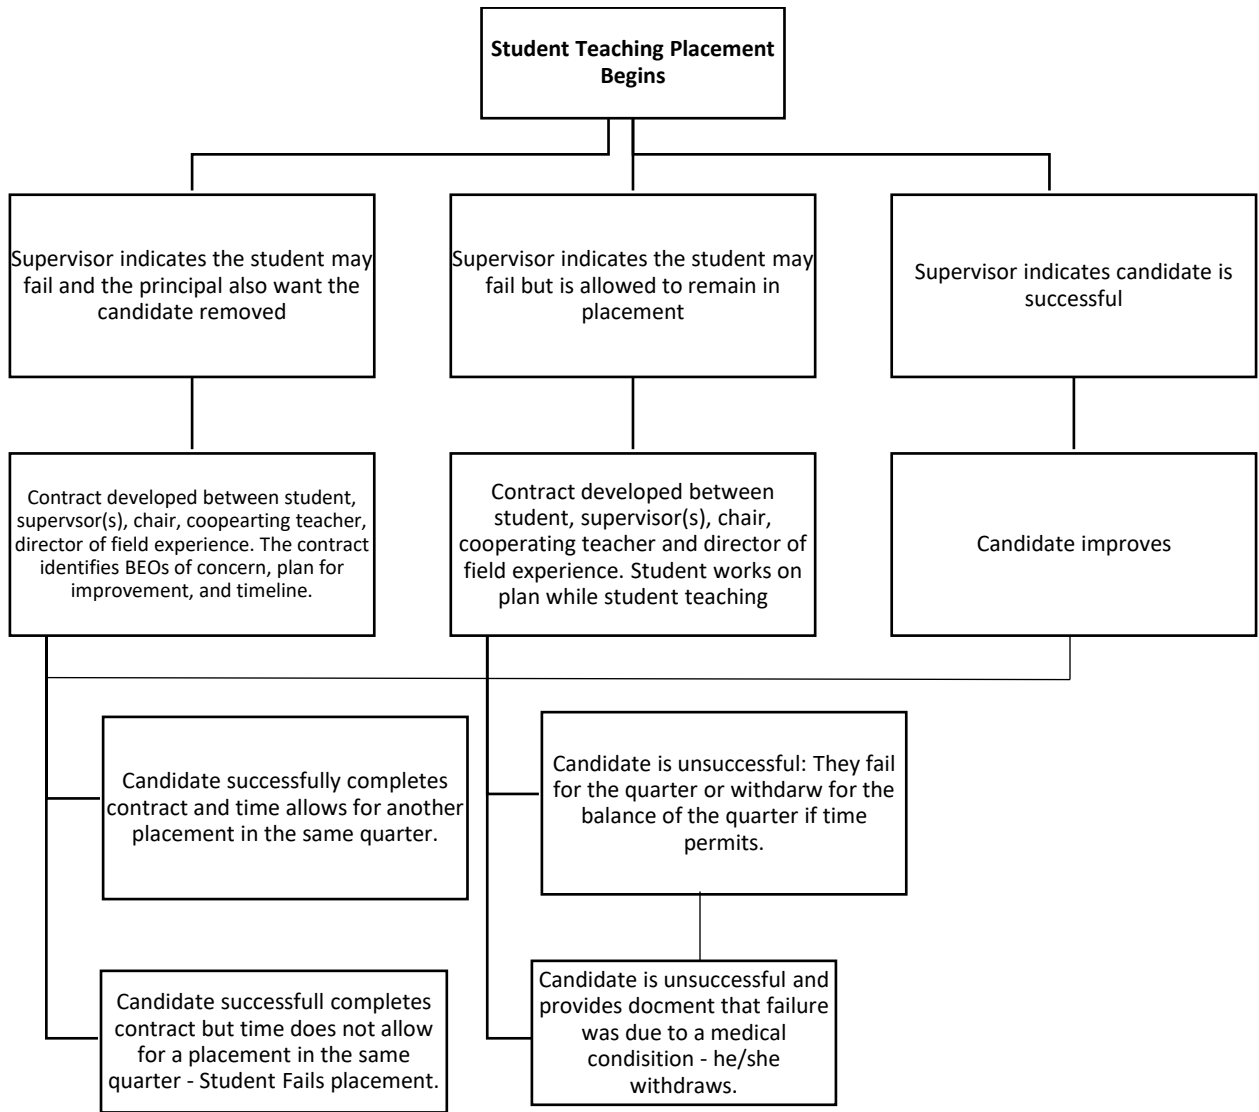 Student Teaching Placement
Begins
Supervisor indicates the student may
fail and the principal also want the
candidate removed
Supervisor indicates the student may
fail but is allowed to remain in
placement
Supervisor indicates candidate is
successful
Contract developed between student,
supervsor(s), chair, coopearting teacher,
director of field experience. The contract
identifies BEOs of concern, plan for
improvement, and timeline.
Contract developed between
student, supervisor(s), chair,
cooperating teacher and director of
field experience. Student works on
plan while student teaching
Candidate improves
Candidate successfully completes
contract and time allows for another
placement in the same quarter.
Candidate is unsuccessful: They fail
for the quarter or withdarw for the
balance of the quarter if time
permits.
Candidate successfull completes
contract but time does not allow
for a placement in the same
quarter - Student Fails placement.
Candidate is unsuccessful and
provides docment that failure
was due to a medical
condisition - he/she
withdraws.